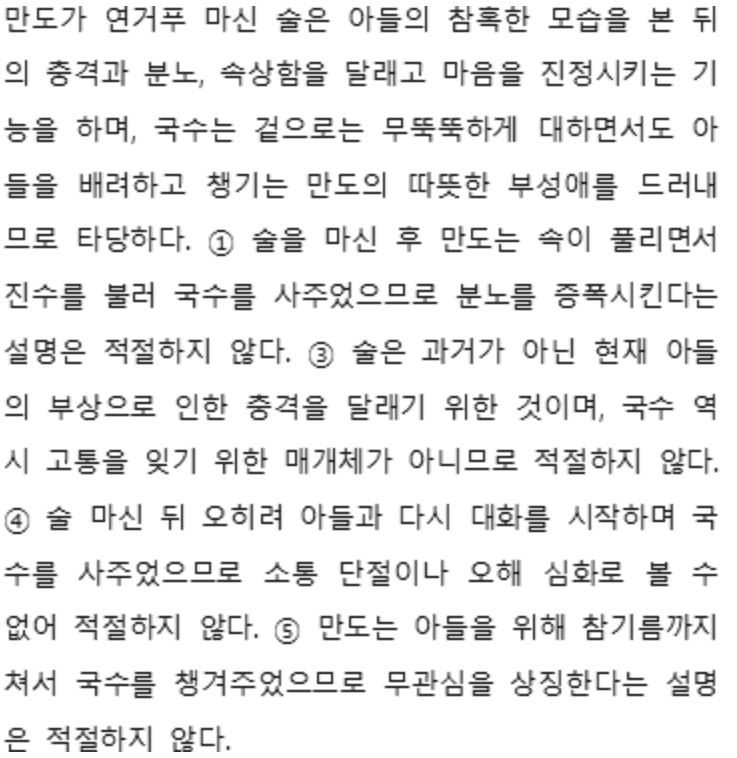 만도가 연거푸 마신 술은 아들의 참혹한 모습을 본 뒤
의 충격과 분노, 속상함을 달래고 마음을 진정시키는 기
능을 하며, 국수는 겉으로는 무뚝뚝하게 대하면서도 아
들을 배려하고 챙기는 만도의 따뜻한 부성애를 드러내
므로 타당하다. ① 술을 마신 후 만도는 속이 풀리면서
진수를 불러 국수를 사주었으므로 분노를 증폭시킨다는
설명은 적절하지 않다. ③ 술은 과거가 아닌 현재 아들
의 부상으로 인한 충격을 달래기 위한 것이며, 국수 역
시 고통을 잊기 위한 매개체가 아니므로 적절하지 않다.
④ 술 마신 뒤 오히려 아들과 다시 대화를 시작하며 국
수를 사주었으므로 소통 단절이나 오해 심화로 볼 수
없어 적절하지 않다. ⑤ 만도는 아들을 위해 참기름까지
쳐서 국수를 챙겨주었으므로 무관심을 상징한다는 설명
은 적절하지 않다.